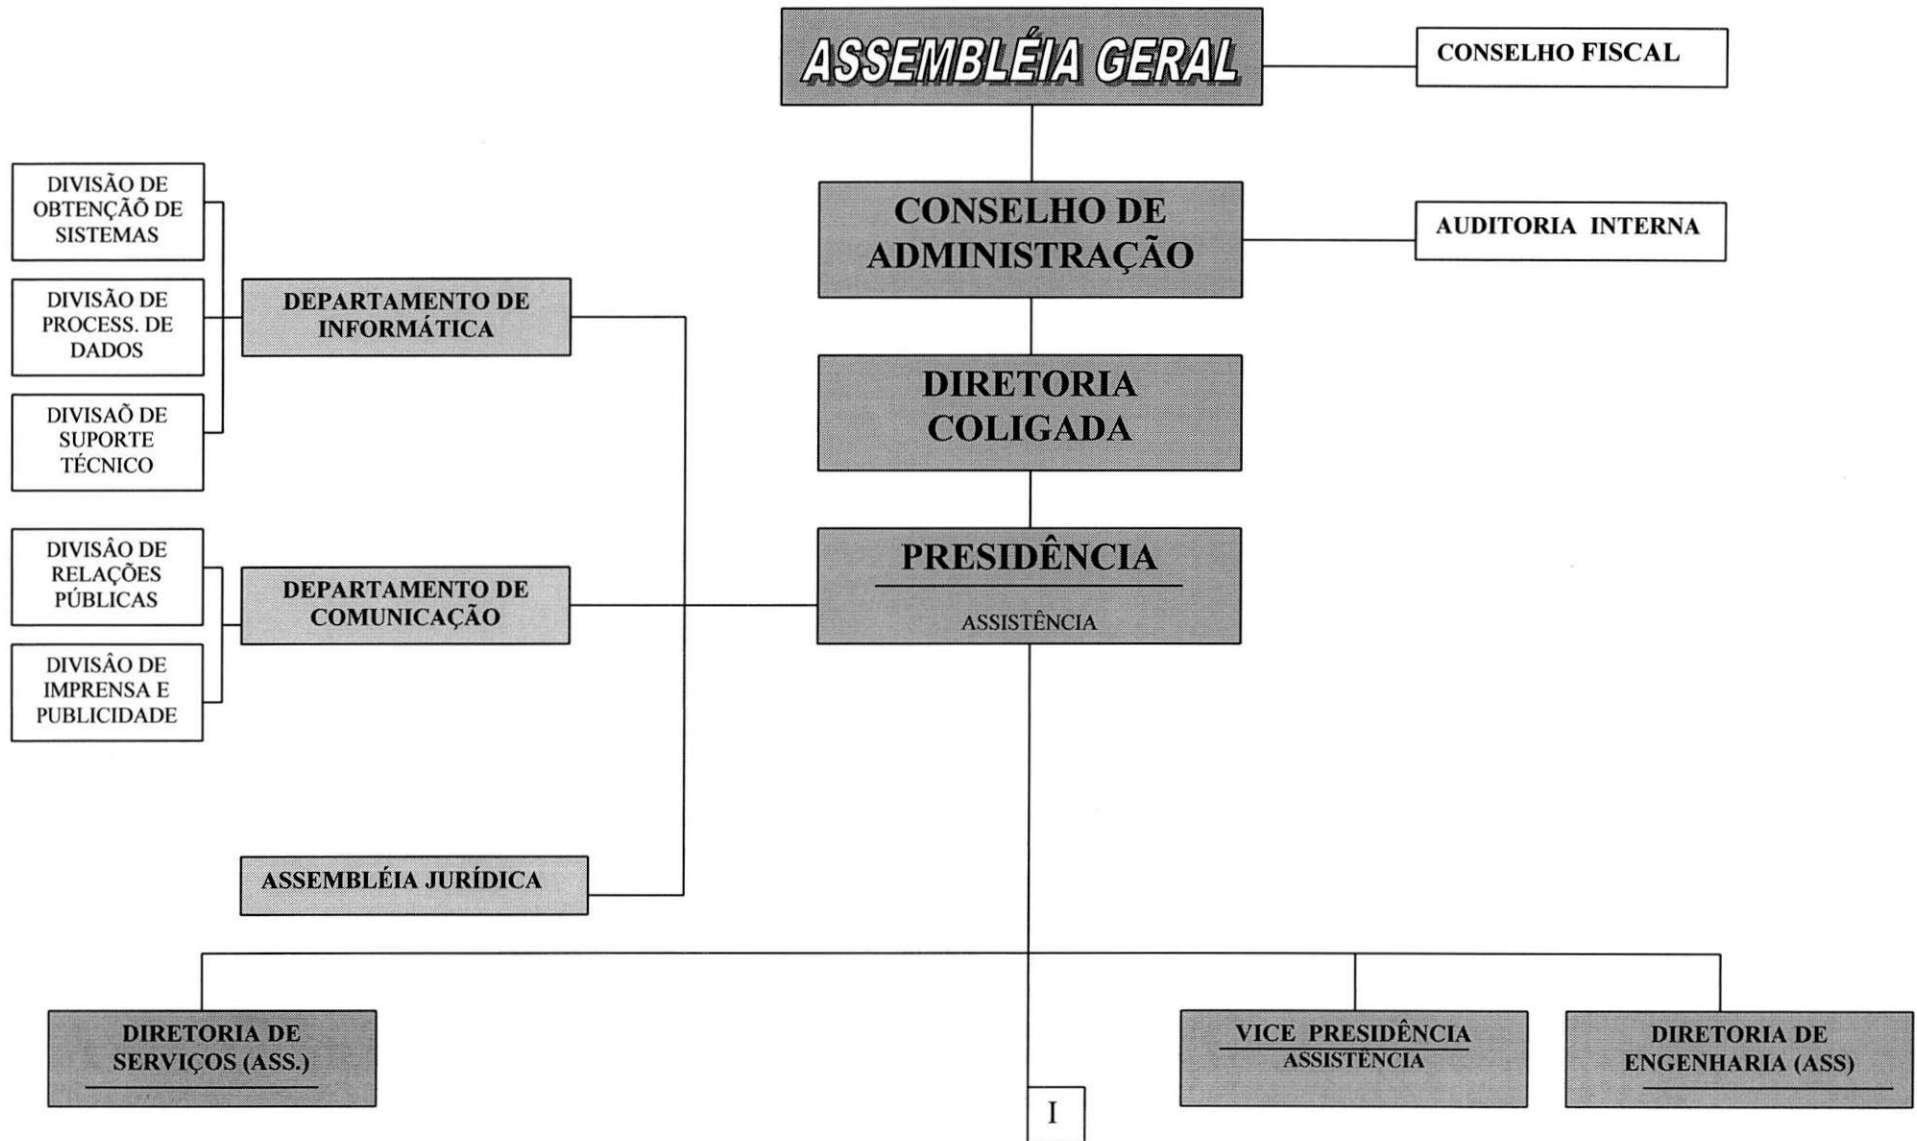 ASSEMBLÉIA GERAL
CONSELHO FISCAL
CONSELHO DE
ADMINISTRAÇÃO
AUDITORIA INTERNA
DIVISÃO DE
OBTENÇÃÕ DE
SISTEMAS
DIVISÃO DE
PROCESS. DE
DADOS
DIVISAÕ DE
SUPORTE
TÉCNICO
DEPARTAMENTO DE
INFORMÁTICA
DIRETORIA
COLIGADA
DIVISÂO DE
RELAÇÕES
PÚBLICAS
DIVISÂO DE
IMPRENSA E
PUBLICIDADE
DEPARTAMENTO DE
COMUNICAÇÃO
PRESIDÊNCIA
ASSISTÊNCIA
ASSEMBLÉIA JURÍDICA
DIRETORIA DE
SERVIÇOS (ASS.)
VICE PRESIDÊNCIA
ASSISTÊNCIA
DIRETORIA DE
ENGENHARIA (ASS)
I